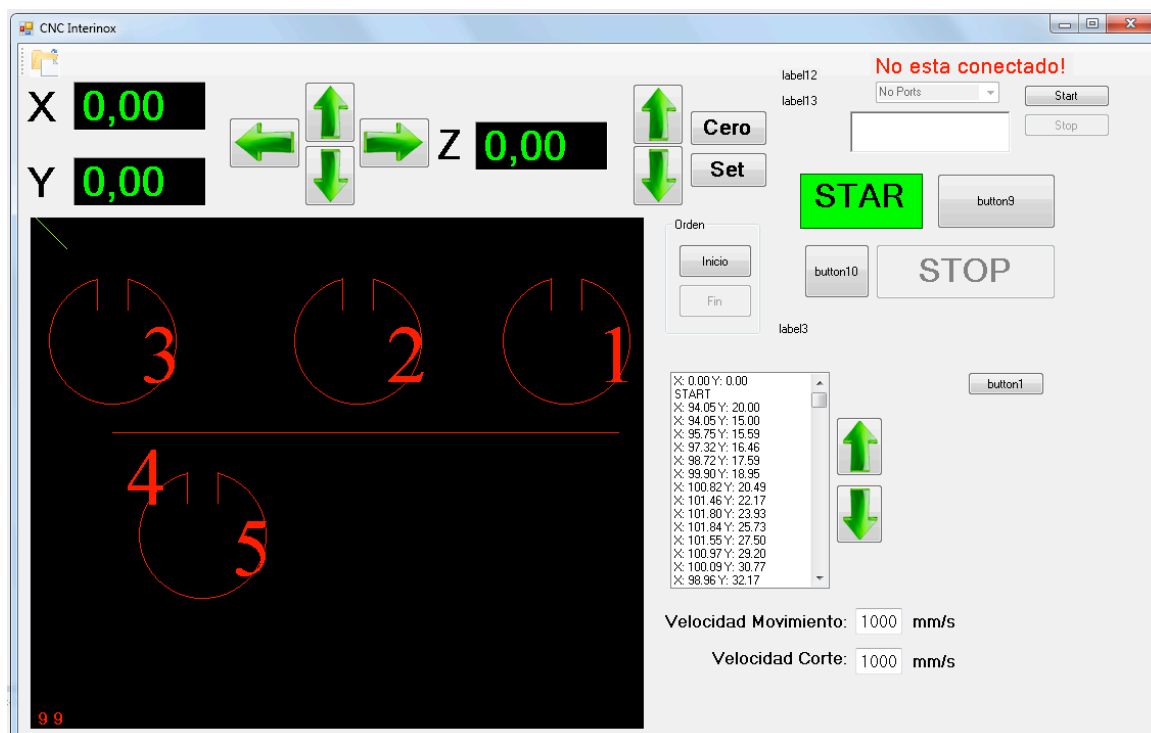 CNC Interinox
label12
No esta conectado!
X 0,00
label13
No Ports
Start
Stop
Cero
Z 0,00
Y 0,00
Set
STAR
button9
Orden
Inicio
button10
STOP
Fin
label3
3
2
1
4
5
9 9
X: 0.00 Y: 0.00
START
X: 94.05 Y: 20.00
X: 94.05 Y: 15.00
X: 95.75 Y: 15.59
X: 97.32 Y: 16.46
X: 98.72 Y: 17.59
X: 99.90 Y: 18.95
X: 100.82 Y: 20.49
X: 101.46 Y: 22.17
X: 101.80 Y: 23.93
X: 101.84 Y: 25.73
X: 101.55 Y: 27.50
X: 100.97 Y: 29.20
X: 100.09 Y: 30.77
X: 98.96 Y: 32.17
button1
Velocidad Movimiento: 1000 mm/s
Velocidad Corte: 1000 mm/s